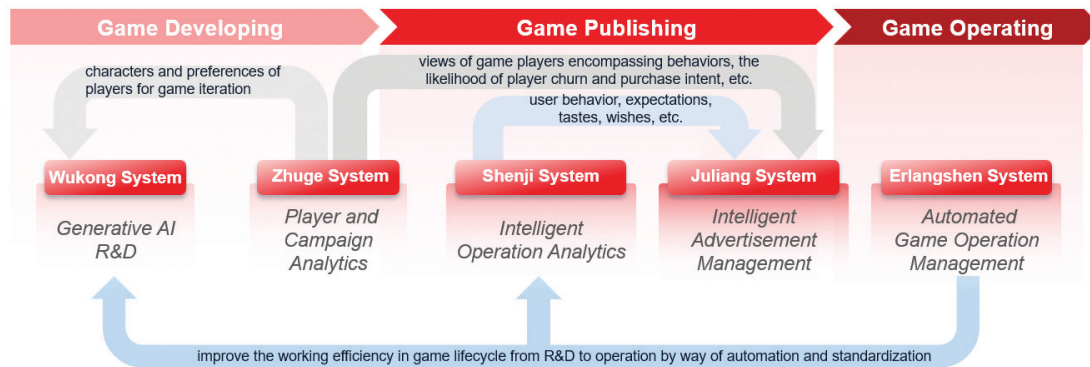 Game Developing
Game Publishing
Game Operating
characters and preferences of
players for game iteration
views of game players encompassing behaviors, the
likelihood of player churn and purchase intent, etc.
user behavior, expectations,
tastes, wishes, etc.
Wukong System
Zhuge System
Shenji System
Juliang System
Erlangshen System
Generative AI
R&D
Player and
Campaign
Analytics
Intelligent
Operation Analytics
Intelligent
Advertisement
Management
Automated
Game Operation
Management
improve the working efficiency in game lifecycle from R&D to operation by way of automation and standardization